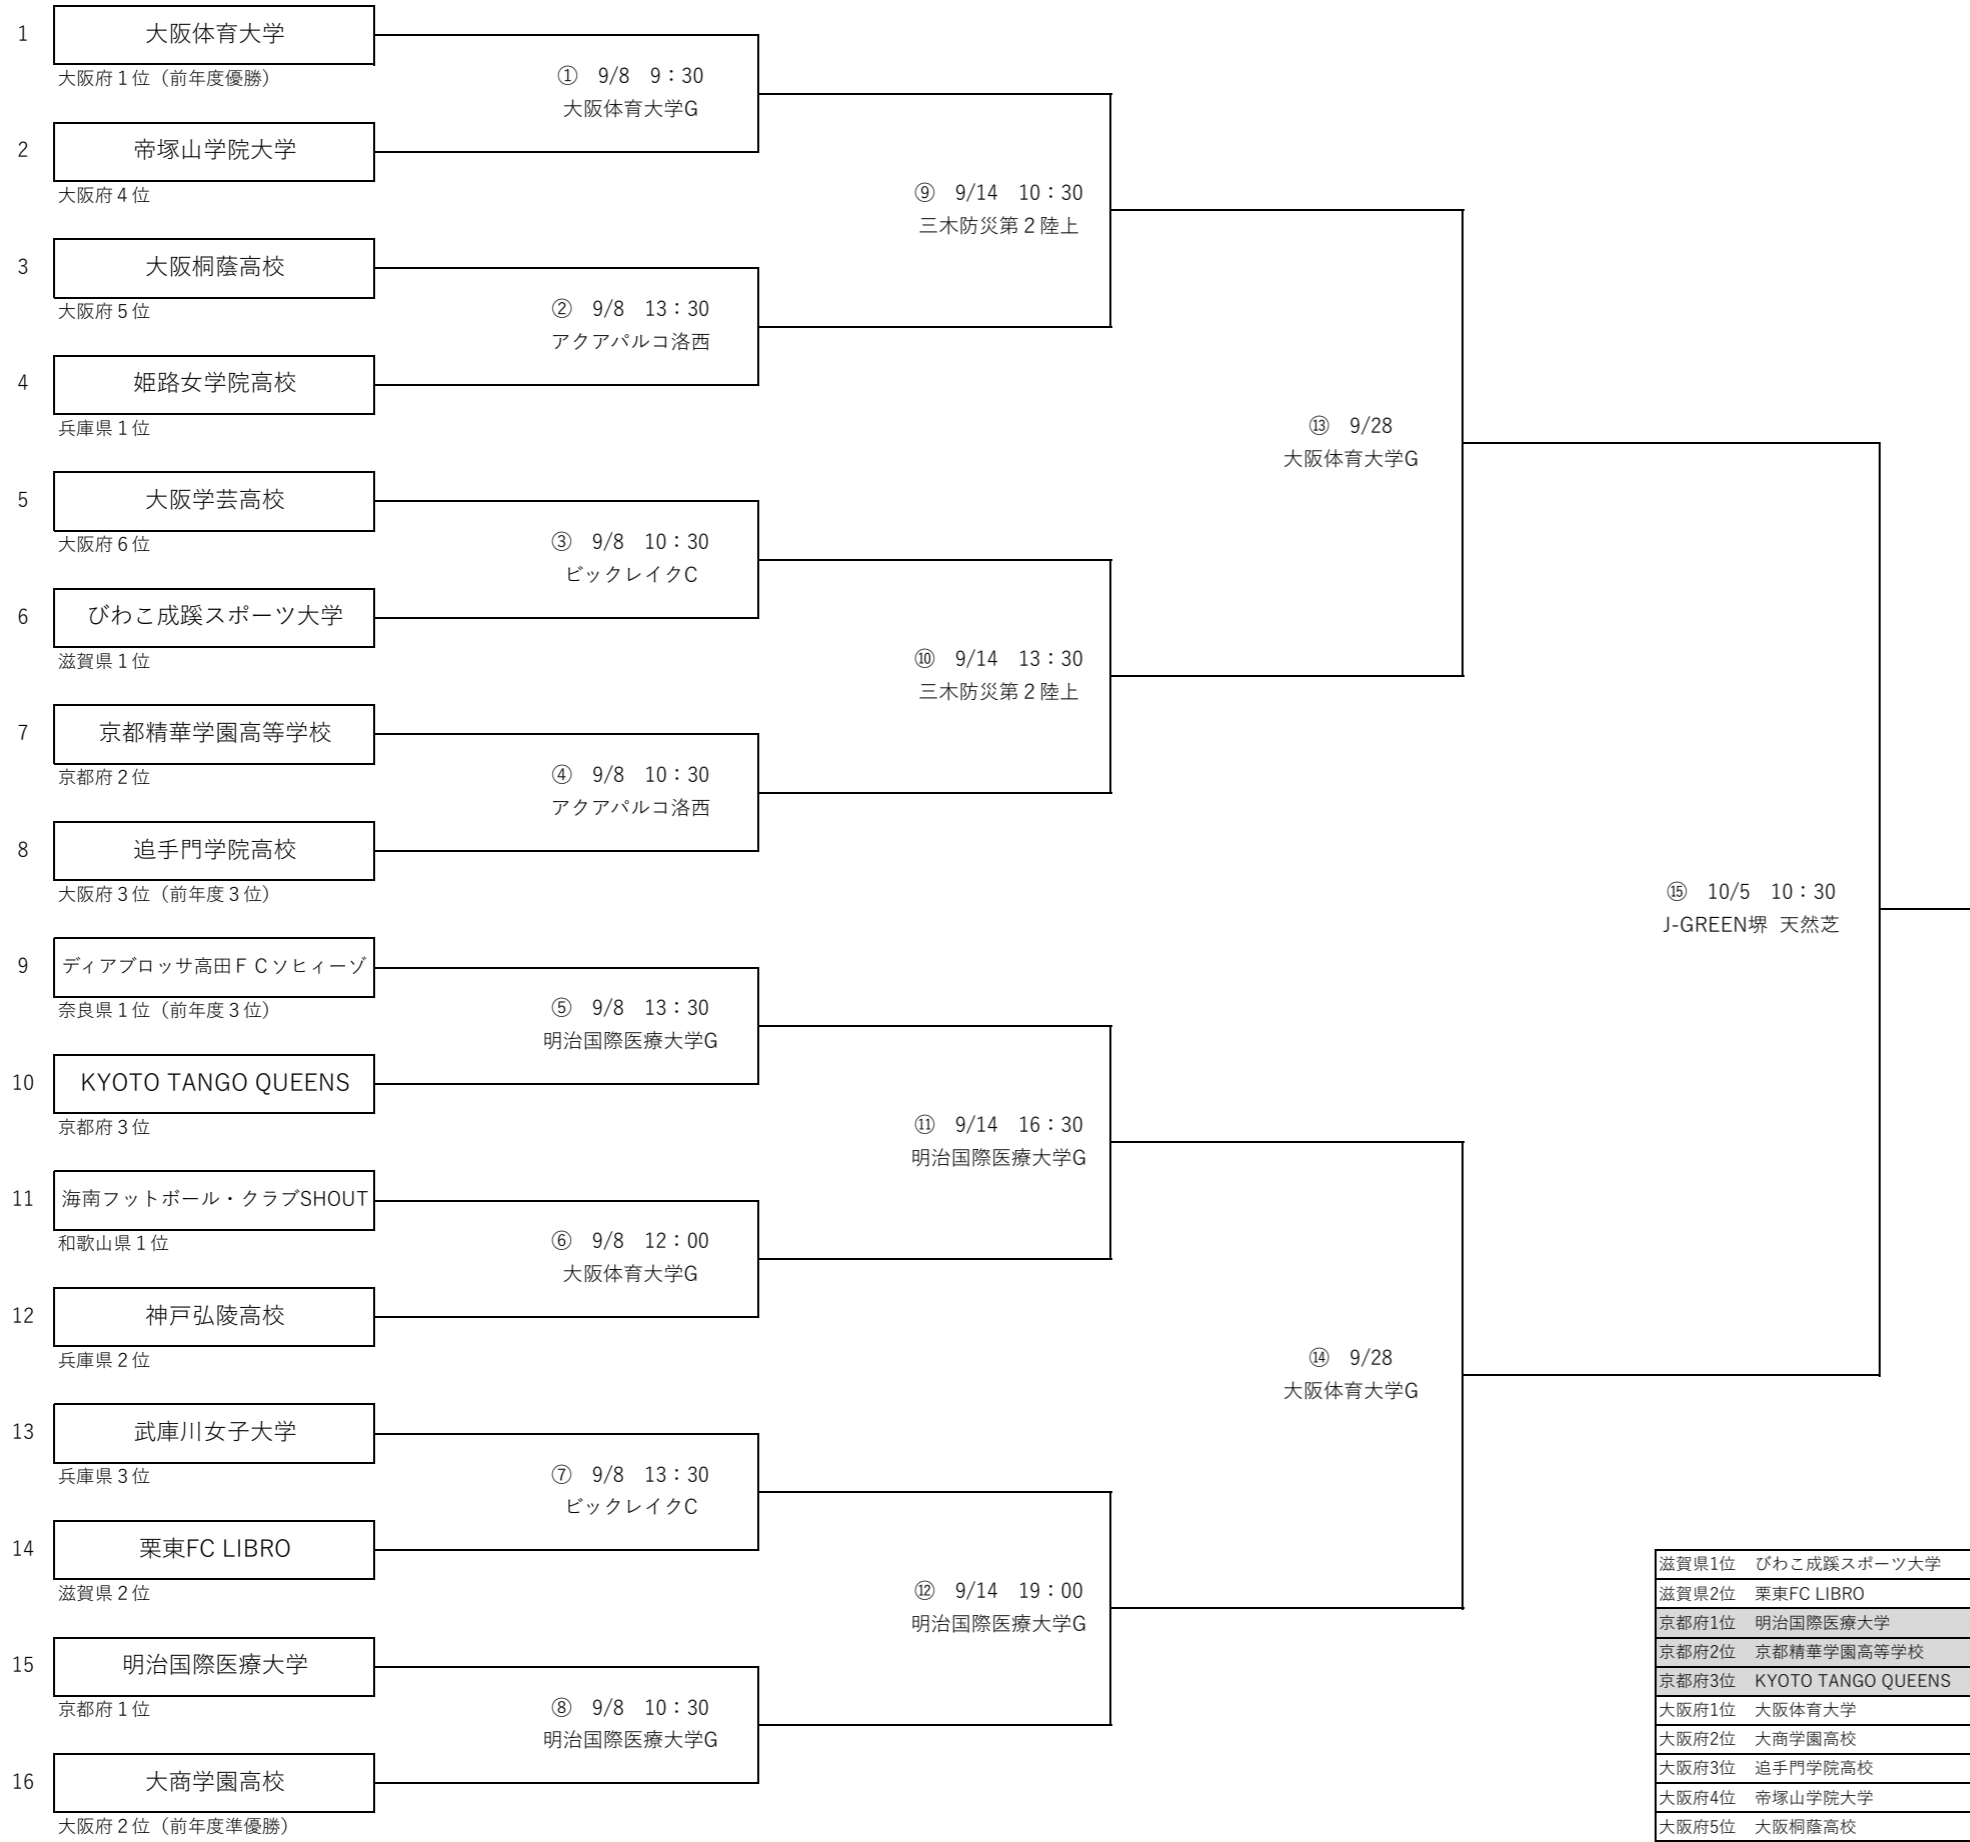 1 大阪体育大学
大阪府１位（前年度優勝）
① 9/8 9：30
大阪体育大学G
2 帝塚山学院大学
大阪府４位
⑨ 9/14 10：30
三木防災第２陸上
3 大阪桐蔭高校
大阪府５位
② 9/8 13：30
アクアパルコ洛西
4 姫路女学院高校
兵庫県１位
⑬ 9/28
大阪体育大学G
5 大阪学芸高校
大阪府６位
③ 9/8 10：30
ビックレイクC
6 びわこ成蹊スポーツ大学
滋賀県１位
⑩ 9/14 13：30
三木防災第２陸上
7 京都精華学園高等学校
京都府２位
④ 9/8 10：30
アクアパルコ洛西
8 追手門学院高校
大阪府３位（前年度３位）
⑮ 10/5 10：30
J-GREEN堺 天然芝
9 ディアブロッサ高田ＦＣソヒィーゾ
奈良県１位（前年度３位）
⑤ 9/8 13：30
明治国際医療大学G
10 KYOTO TANGO QUEENS
京都府３位
⑪ 9/14 16：30
明治国際医療大学G
11 海南フットボール・クラブSHOUT
和歌山県１位
⑥ 9/8 12：00
大阪体育大学G
12 神戸弘陵高校
兵庫県２位
⑭ 9/28
大阪体育大学G
13 武庫川女子大学
兵庫県３位
⑦ 9/8 13：30
ビックレイクC
14 栗東FC LIBRO
滋賀県２位
⑫ 9/14 19：00
明治国際医療大学G
15 明治国際医療大学
京都府１位
⑧ 9/8 10：30
明治国際医療大学G
16 大商学園高校
大阪府２位（前年度準優勝）
滋賀県1位 びわこ成蹊スポーツ大学
滋賀県2位 栗東FC LIBRO
京都府1位 明治国際医療大学
京都府2位 京都精華学園高等学校
京都府3位 KYOTO TANGO QUEENS
大阪府1位 大阪体育大学
大阪府2位 大商学園高校
大阪府3位 追手門学院高校
大阪府4位 帝塚山学院大学
大阪府5位 大阪桐蔭高校